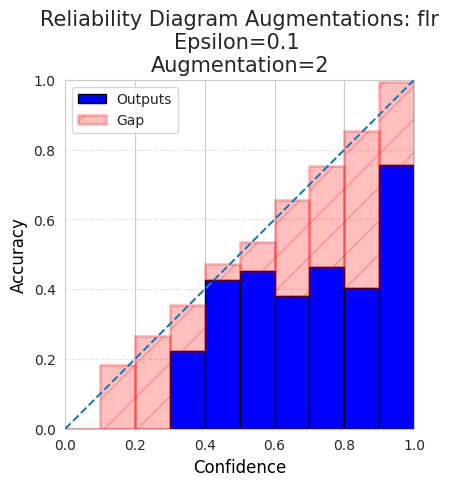 Reliability Diagram Augmentations: flr
Epsilon=0.1
Augmentation=2
1.0
0.8
0.6
0.4
0.2
0.0
Accuracy
Outputs
Gap
0.0 0.2 0.4 0.6 0.8 1.0
Confidence